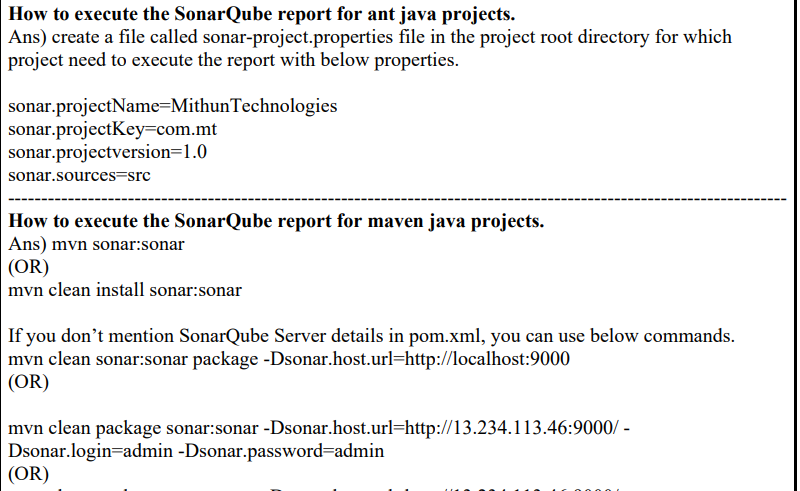 How to execute the SonarQube report for ant java projects.
Ans) create a file called sonar-project.properties file in the project root directory for which
project need to execute the report with below properties.
sonar.projectName=MithunTechnologies
sonar.projectKey=com.mt
sonar.projectversion=1.0
sonar.sources=src
--------------------------------------------------------------------------------------------------------------------
How to execute the SonarQube report for maven java projects.
Ans) mvn sonar:sonar
(OR)
mvn clean install sonar:sonar
If you don’t mention SonarQube Server details in pom.xml, you can use below commands.
mvn clean sonar:sonar package -Dsonar.host.url=http://localhost:9000
(OR)
mvn clean package sonar:sonar -Dsonar.host.url=http://13.234.113.46:9000/ -
Dsonar.login=admin -Dsonar.password=admin
(OR)